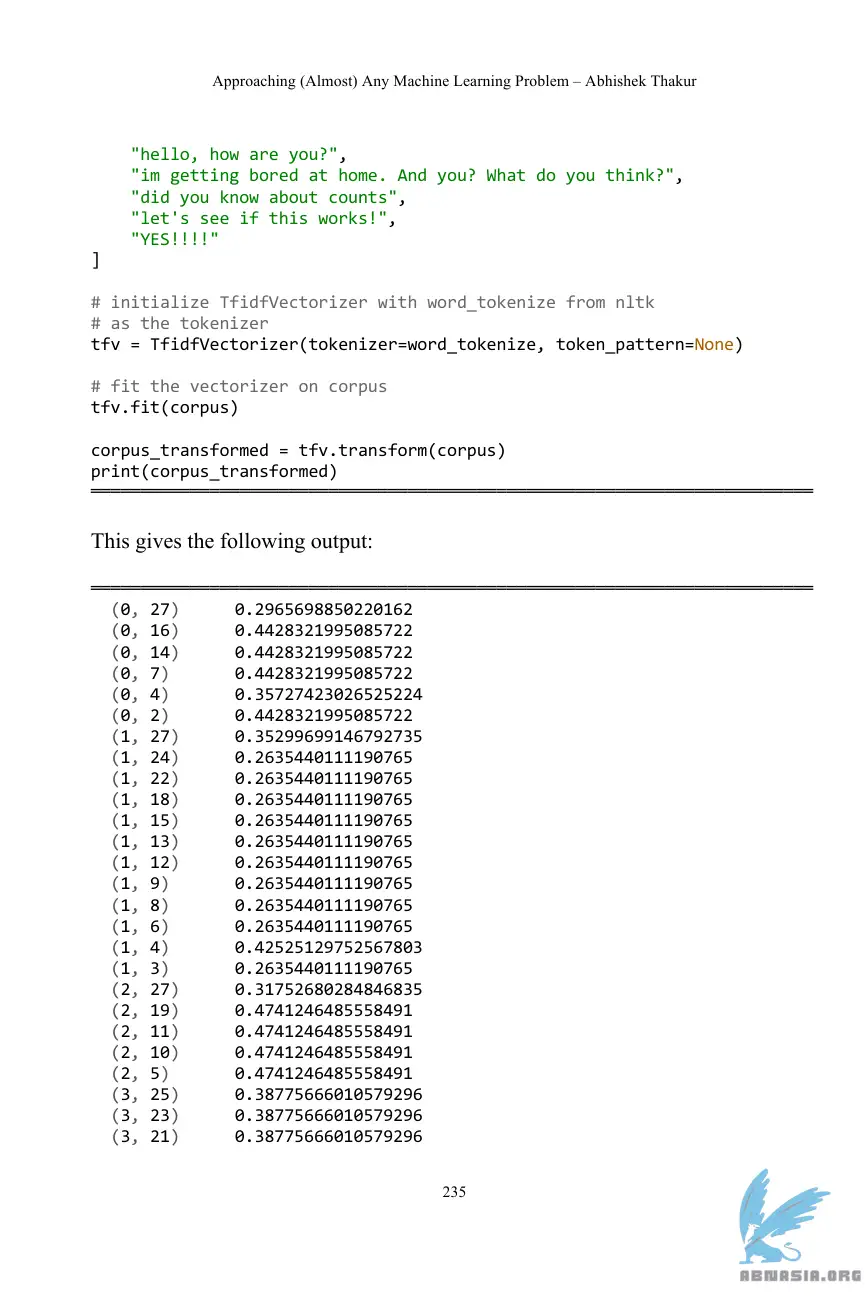 Approaching (Almost) Any Machine Learning Problem – Abhishek Thakur
"hello, how are you?",
"im getting bored at home. And you? What do you think?",
"did you know about counts",
"let's see if this works!",
"YES!!!!"
]
# initialize TfidfVectorizer with word_tokenize from nltk
# as the tokenizer
tfv = TfidfVectorizer(tokenizer=word_tokenize, token_pattern=None)
# fit the vectorizer on corpus
tfv.fit(corpus)
corpus_transformed = tfv.transform(corpus)
print(corpus_transformed)
This gives the following output:
(0, 27) 0.2965698850220162
(0, 16) 0.4428321995085722
(0, 14) 0.4428321995085722
(0, 7) 0.4428321995085722
(0, 4) 0.35727423026525224
(0, 2) 0.4428321995085722
(1, 27) 0.35299699146792735
(1, 24) 0.2635440111190765
(1, 22) 0.2635440111190765
(1, 18) 0.2635440111190765
(1, 15) 0.2635440111190765
(1, 13) 0.2635440111190765
(1, 12) 0.2635440111190765
(1, 9) 0.2635440111190765
(1, 8) 0.2635440111190765
(1, 6) 0.2635440111190765
(1, 4) 0.42525129752567803
(1, 3) 0.2635440111190765
(2, 27) 0.31752680284846835
(2, 19) 0.4741246485558491
(2, 11) 0.4741246485558491
(2, 10) 0.4741246485558491
(2, 5) 0.4741246485558491
(3, 25) 0.38775666010579296
(3, 23) 0.38775666010579296
(3, 21) 0.38775666010579296
235
ABNASIA.ORG